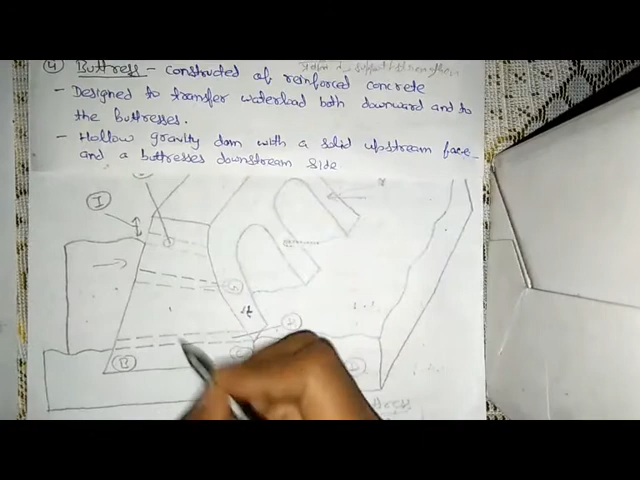 ④ Buttress - constructed of reinforced concrete
- Designed to transfer waterload both downward and to
the buttresses.
- Hollow gravity dam with a solid upstream face
and a buttresses downstream side
I
B
D